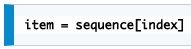 item = sequence[index]